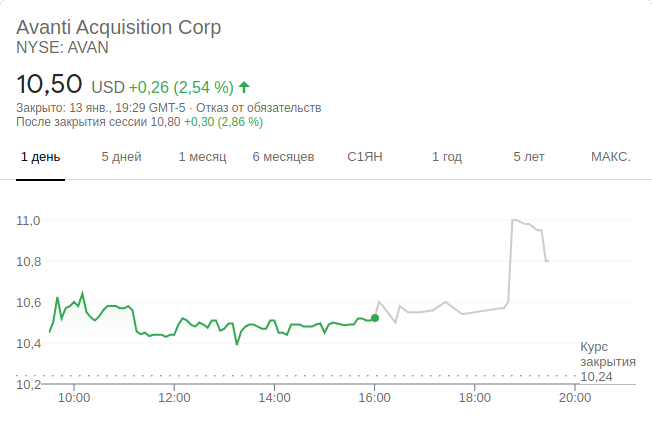 Avanti Acquisition Corp
NYSE: AVAN
10,50 USD +0,26 (2,54 %)
Закрыто: 13 янв., 19:29 GMT-5 · Отказ от обязательств
После закрытия сессии 10,80 +0,30 (2,86 %)
1 день 5 дней 1 месяц 6 месяцев С1ЯН 1 год 5 лет МАКС.
11,0
10,8
10,6
10,4
Курс
закрытия
10,24
10,2
10:00 12:00 14:00 16:00 18:00 20:00